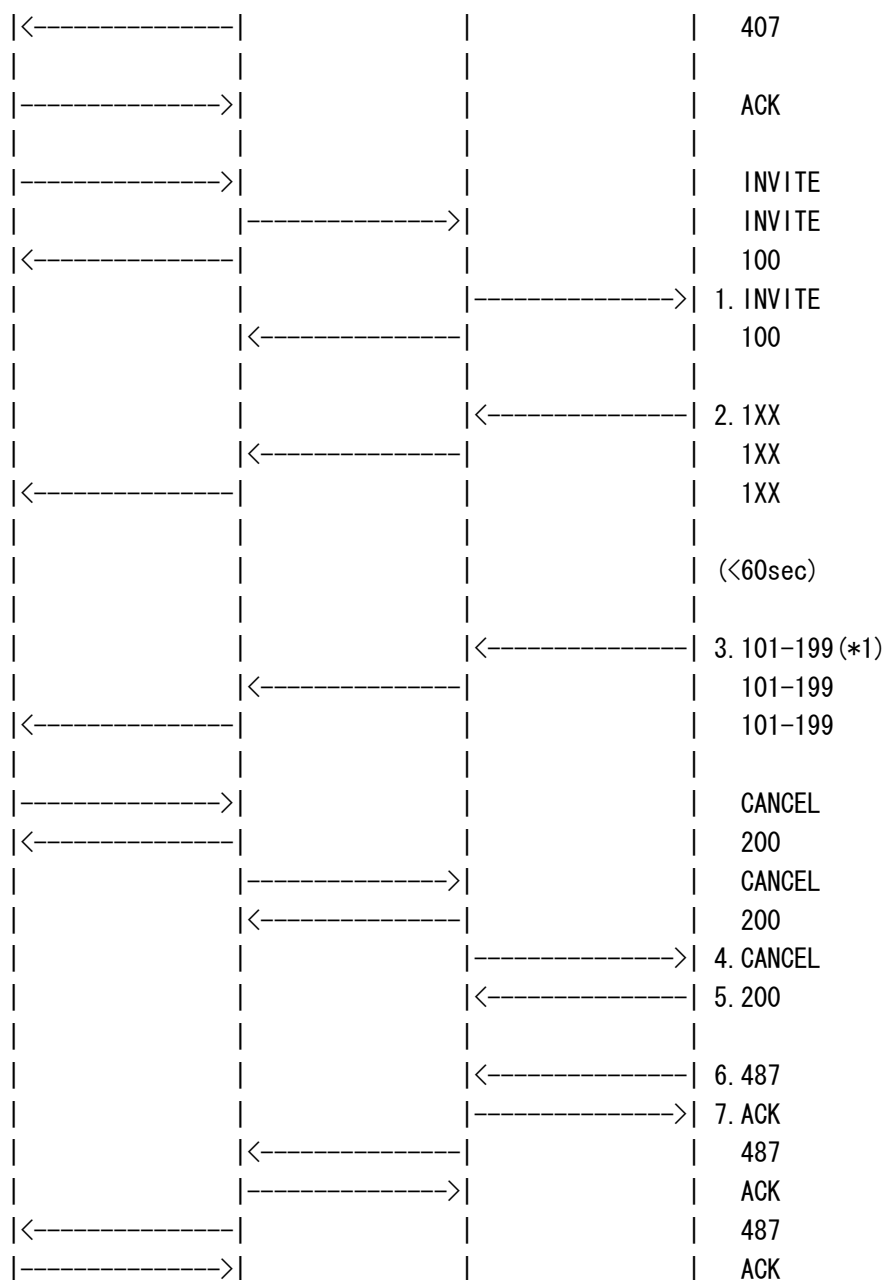 407
ACK
INVITE
INVITE
100
1. INVITE
100
2. 1XX
1XX
1XX
(<60sec)
3. 101-199(*1)
101-199
101-199
CANCEL
200
CANCEL
200
4. CANCEL
5. 200
6. 487
7. ACK
487
ACK
487
ACK